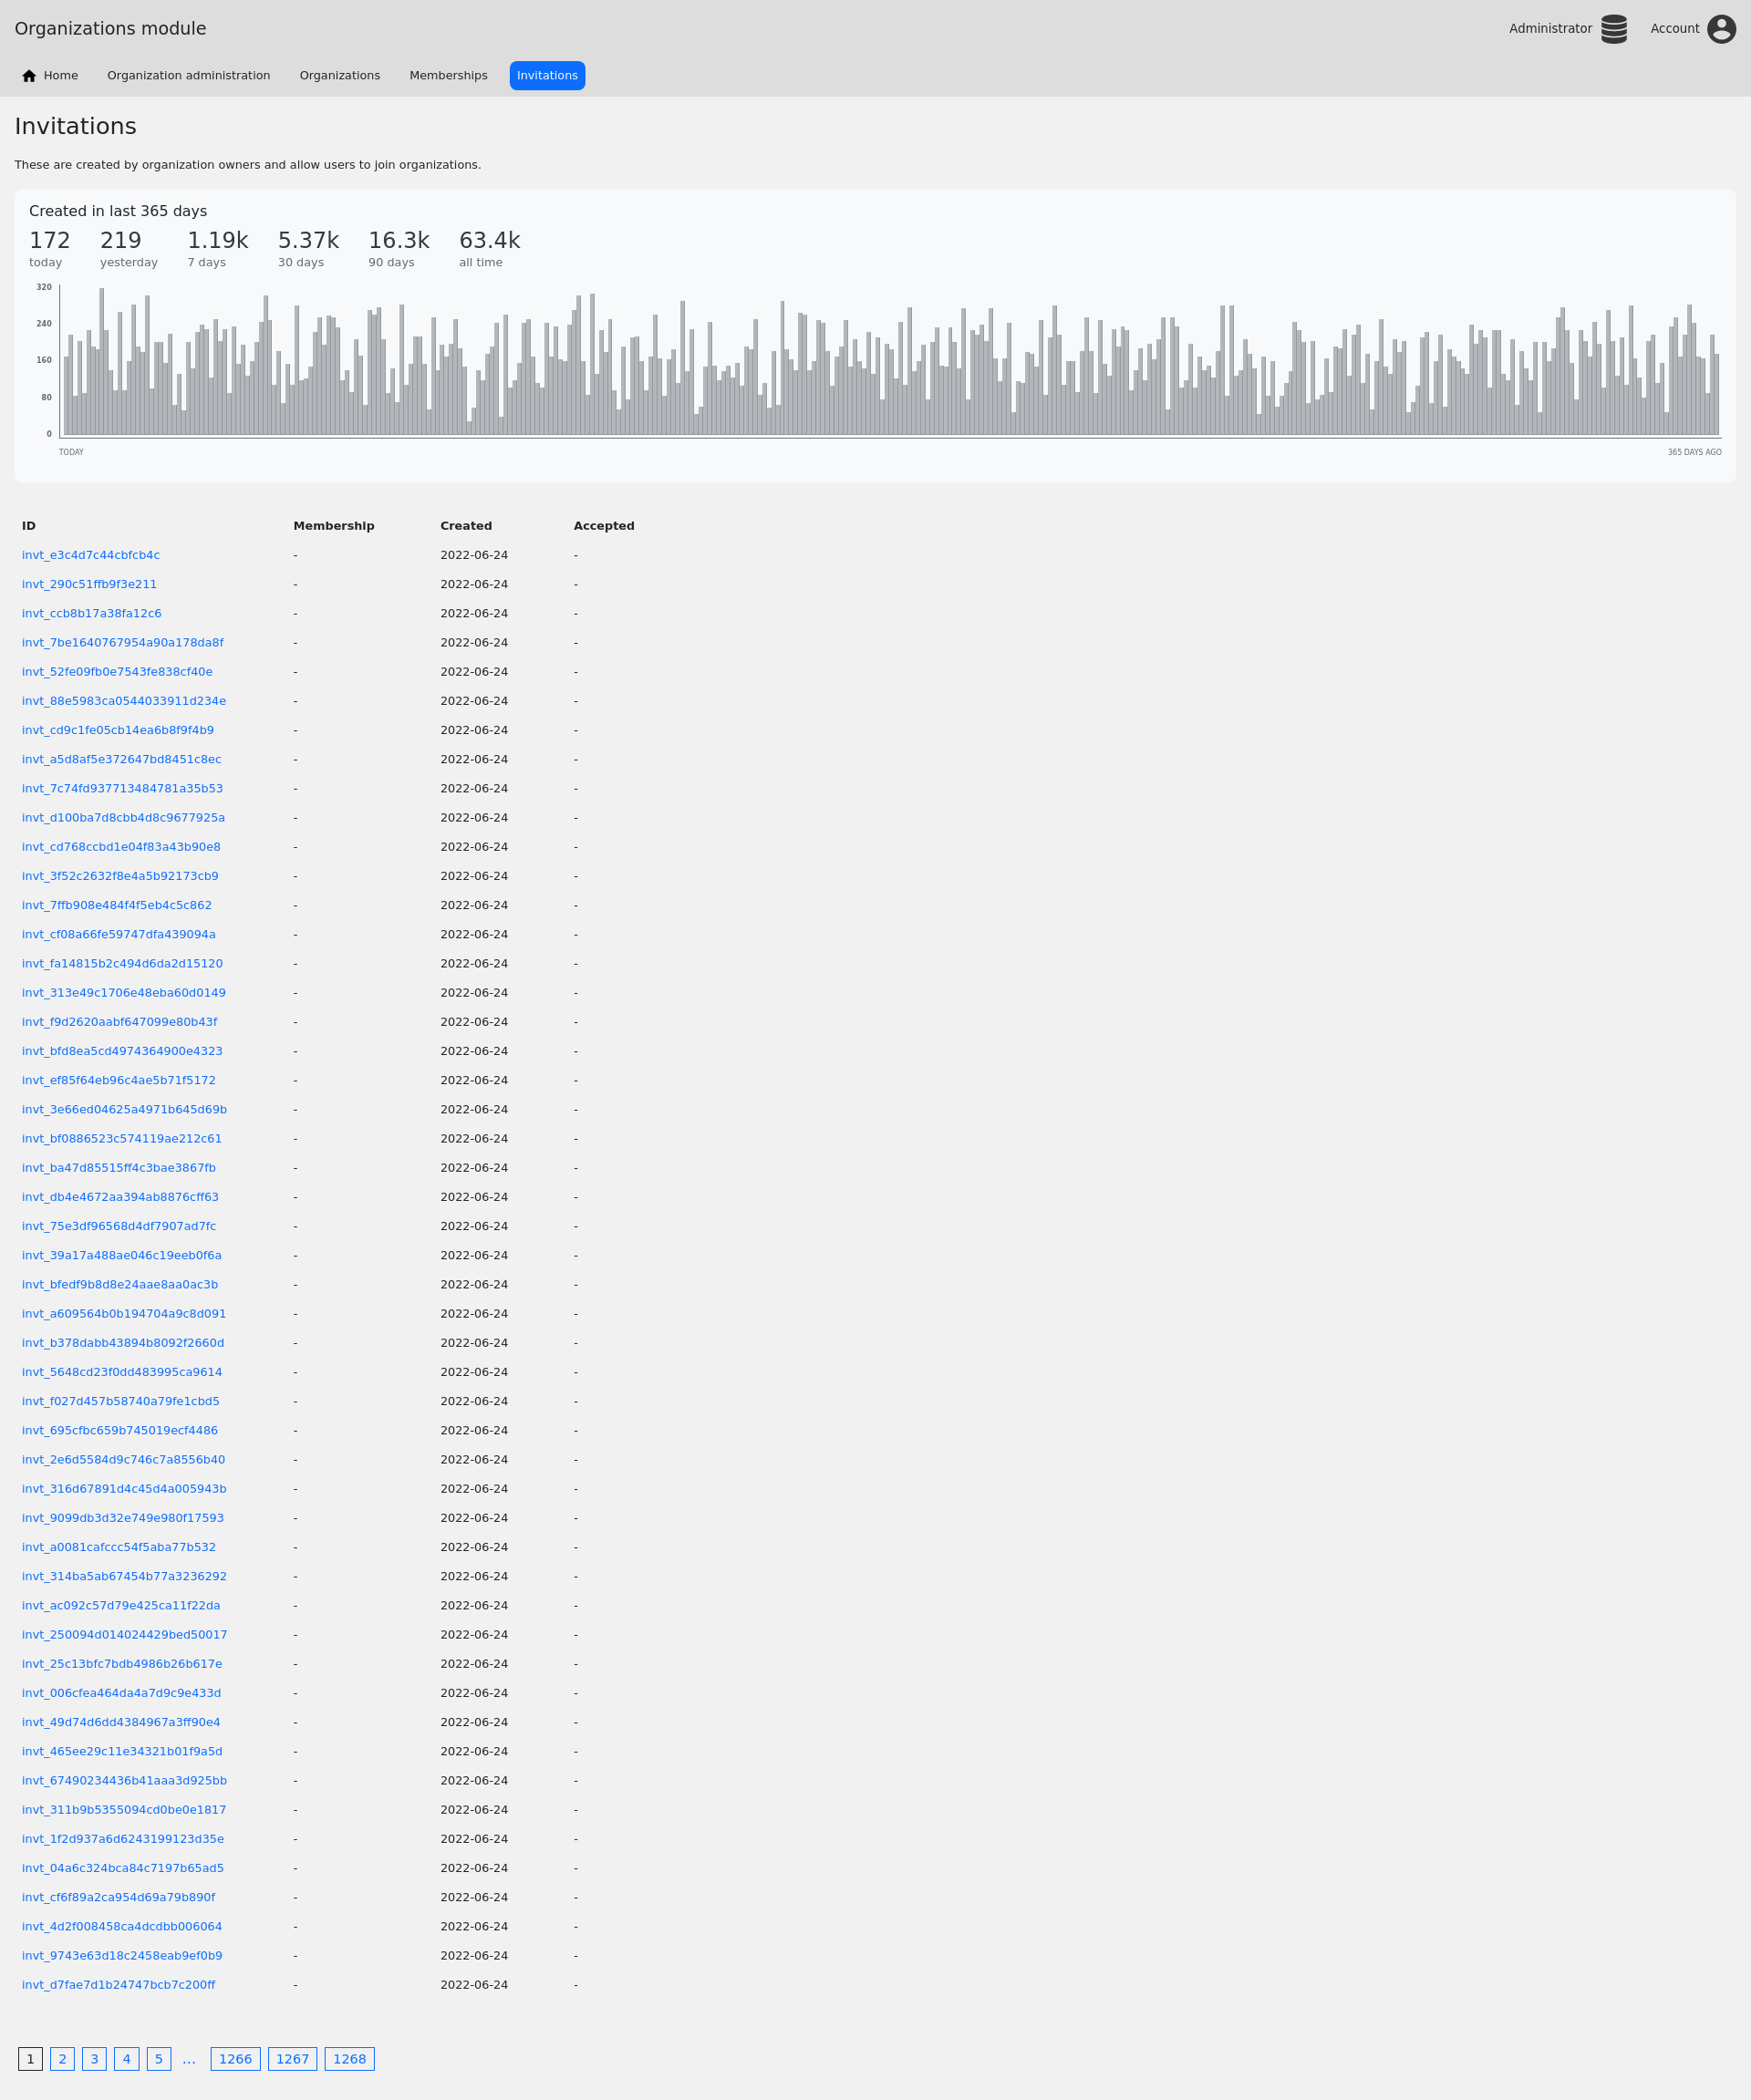 Organizations module
Administrator
Account
Home
Organization administration
Organizations
Memberships
Invitations
Invitations
These are created by organization owners and allow users to join organizations.
Created in last 365 days
172 219 1.19k 5.37k 16.3k 63.4k
today yesterday 7 days 30 days 90 days all time
320
240
160
80
0
TODAY 365 DAYS AGO
ID Membership Created Accepted
invt_e3c4d7c44cbfcb4c - 2022-06-24 -
invt_290c51ffb9f3e211 - 2022-06-24 -
invt_ccb8b17a38fa12c6 - 2022-06-24 -
invt_7be1640767954a90a178da8f - 2022-06-24 -
invt_52fe09fb0e7543fe838cf40e - 2022-06-24 -
invt_88e5983ca0544033911d234e - 2022-06-24 -
invt_cd9c1fe05cb14ea6b8f9f4b9 - 2022-06-24 -
invt_a5d8af5e372647bd8451c8ec - 2022-06-24 -
invt_7c74fd937713484781a35b53 - 2022-06-24 -
invt_d100ba7d8cbb4d8c9677925a - 2022-06-24 -
invt_cd768ccbd1e04f83a43b90e8 - 2022-06-24 -
invt_3f52c2632f8e4a5b92173cb9 - 2022-06-24 -
invt_7ffb908e484f4f5eb4c5c862 - 2022-06-24 -
invt_cf08a66fe59747dfa439094a - 2022-06-24 -
invt_fa14815b2c494d6da2d15120 - 2022-06-24 -
invt_313e49c1706e48eba60d0149 - 2022-06-24 -
invt_f9d2620aabf647099e80b43f - 2022-06-24 -
invt_bfd8ea5cd4974364900e4323 - 2022-06-24 -
invt_ef85f64eb96c4ae5b71f5172 - 2022-06-24 -
invt_3e66ed04625a4971b645d69b - 2022-06-24 -
invt_bf0886523c574119ae212c61 - 2022-06-24 -
invt_ba47d85515ff4c3bae3867fb - 2022-06-24 -
invt_db4e4672aa394ab8876cff63 - 2022-06-24 -
invt_75e3df96568d4df7907ad7fc - 2022-06-24 -
invt_39a17a488ae046c19eeb0f6a - 2022-06-24 -
invt_bfedf9b8d8e24aae8aa0ac3b - 2022-06-24 -
invt_a609564b0b194704a9c8d091 - 2022-06-24 -
invt_b378dabb43894b8092f2660d - 2022-06-24 -
invt_5648cd23f0dd483995ca9614 - 2022-06-24 -
invt_f027d457b58740a79fe1cbd5 - 2022-06-24 -
invt_695cfbc659b745019ecf4486 - 2022-06-24 -
invt_2e6d5584d9c746c7a8556b40 - 2022-06-24 -
invt_316d67891d4c45d4a005943b - 2022-06-24 -
invt_9099db3d32e749e980f17593 - 2022-06-24 -
invt_a0081cafccc54f5aba77b532 - 2022-06-24 -
invt_314ba5ab67454b77a3236292 - 2022-06-24 -
invt_ac092c57d79e425ca11f22da - 2022-06-24 -
invt_250094d014024429bed50017 - 2022-06-24 -
invt_25c13bfc7bdb4986b26b617e - 2022-06-24 -
invt_006cfea464da4a7d9c9e433d - 2022-06-24 -
invt_49d74d6dd4384967a3ff90e4 - 2022-06-24 -
invt_465ee29c11e34321b01f9a5d - 2022-06-24 -
invt_67490234436b41aaa3d925bb - 2022-06-24 -
invt_311b9b5355094cd0be0e1817 - 2022-06-24 -
invt_1f2d937a6d6243199123d35e - 2022-06-24 -
invt_04a6c324bca84c7197b65ad5 - 2022-06-24 -
invt_cf6f89a2ca954d69a79b890f - 2022-06-24 -
invt_4d2f008458ca4dcdbb006064 - 2022-06-24 -
invt_9743e63d18c2458eab9ef0b9 - 2022-06-24 -
invt_d7fae7d1b24747bcb7c200ff - 2022-06-24 -
1 2 3 4 5 … 1266 1267 1268